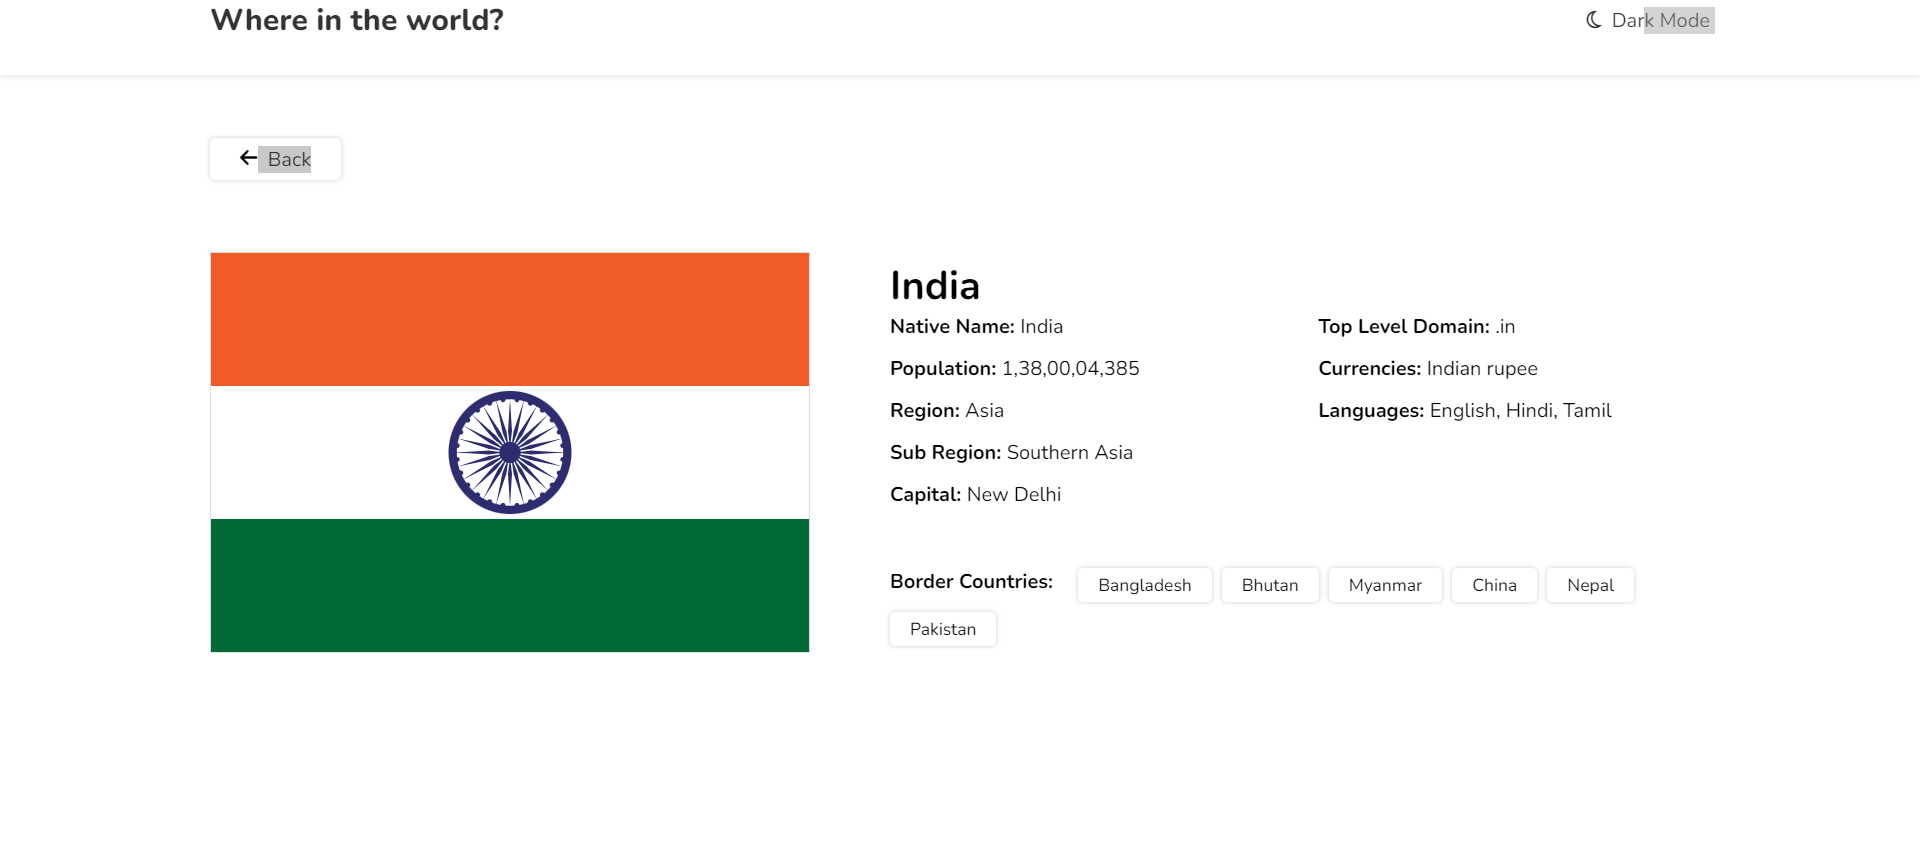 Where in the world?
Dark Mode
Back
India
Native Name: India
Population: 1,38,00,04,385
Region: Asia
Sub Region: Southern Asia
Capital: New Delhi
Top Level Domain: .in
Currencies: Indian rupee
Languages: English, Hindi, Tamil
Border Countries: Bangladesh Bhutan Myanmar China Nepal
Pakistan